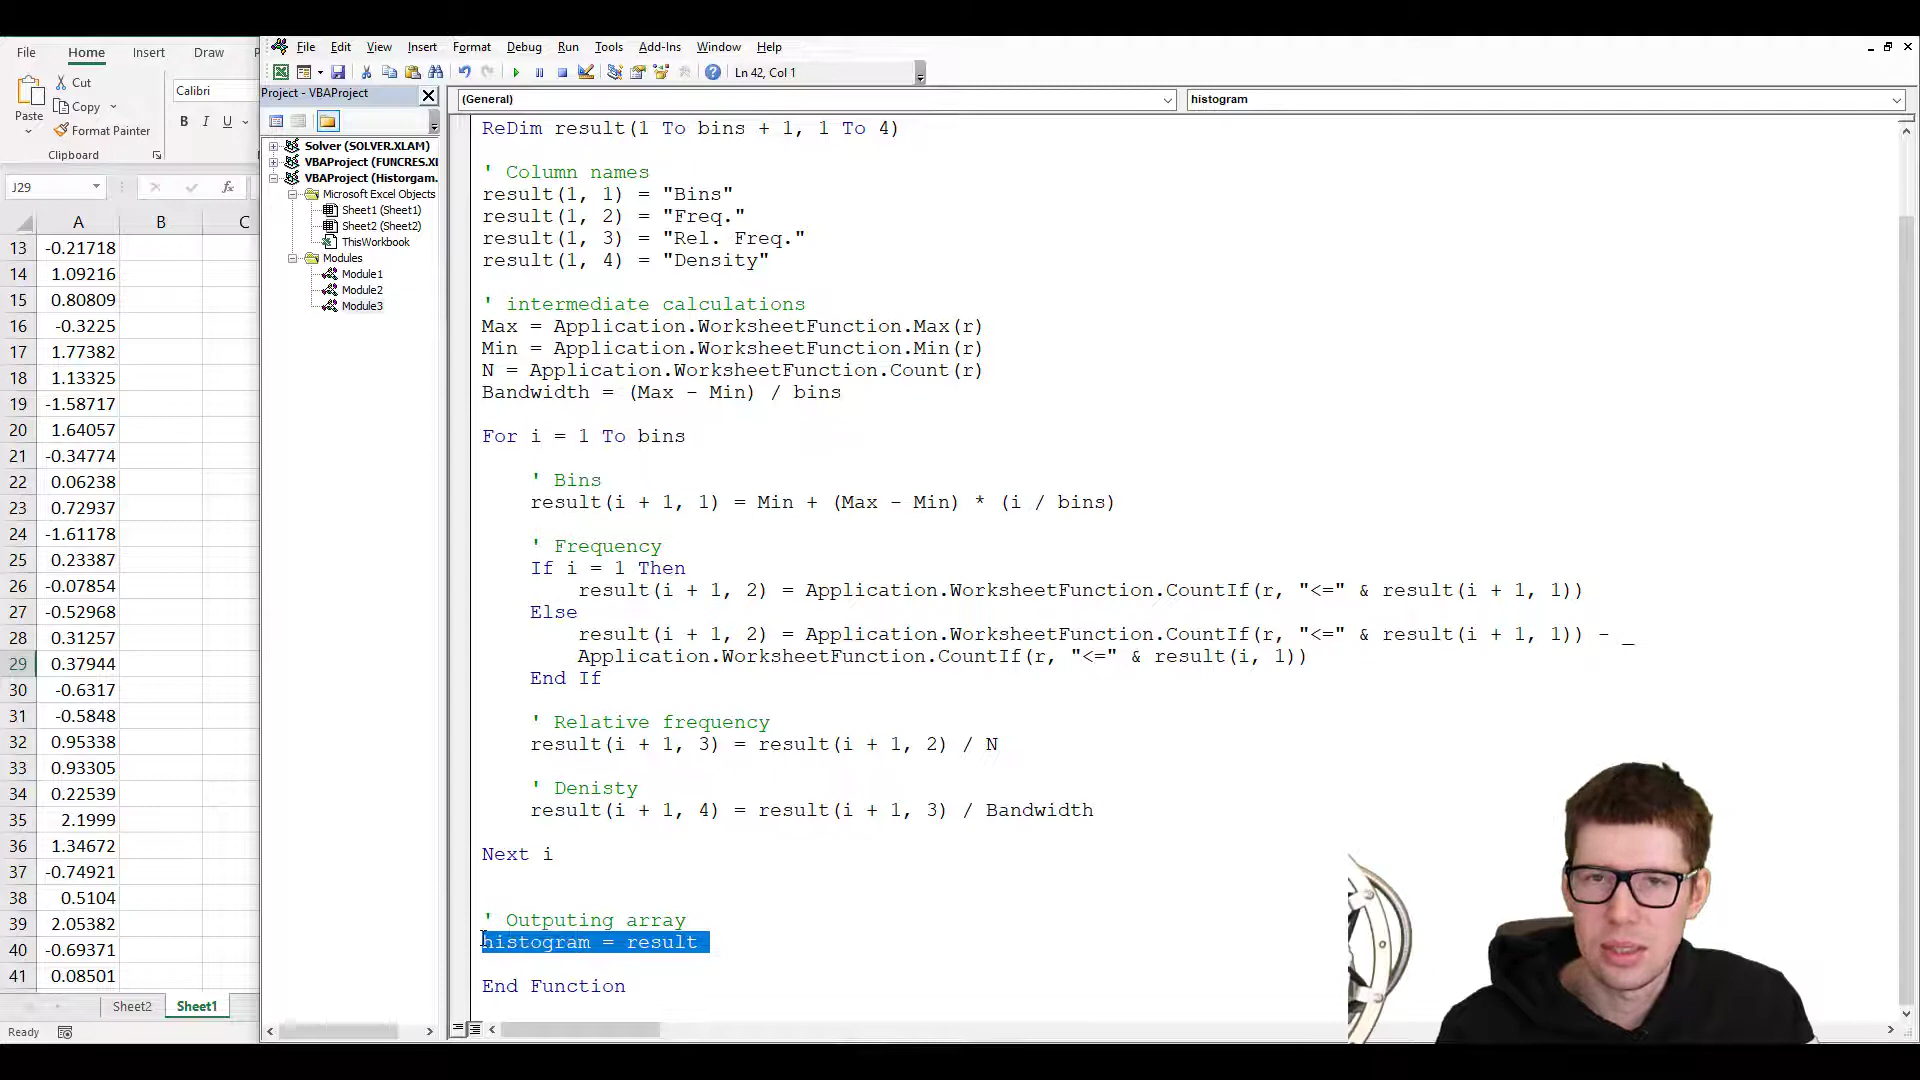 File Home Insert Draw
File Edit View Insert Format Debug Run Tools Add-Ins Window Help
Cut
Copy
Format Painter
Paste
Clipboard
Calibri
B I U
Ln 42, Col 1
Project - VBAProject
(General)
histogram
J29
fx
A B C
13 -0.21718
14 1.09216
15 0.80809
16 -0.3225
17 1.77382
18 1.13325
19 -1.58717
20 1.64057
21 -0.34774
22 0.06238
23 0.72937
24 -1.61178
25 0.23387
26 -0.07854
27 -0.52968
28 0.31257
29 0.37944
30 -0.6317
31 -0.5848
32 0.95338
33 0.93305
34 0.22539
35 2.1999
36 1.34672
37 -0.74921
38 0.5104
39 2.05382
40 -0.69371
41 0.08501
Sheet2 Sheet1
Ready
Solver (SOLVER.XLAM)
VBAProject (FUNCRES.XL
VBAProject (Historgam.
Microsoft Excel Objects
Sheet1 (Sheet1)
Sheet2 (Sheet2)
ThisWorkbook
Modules
Module1
Module2
Module3
ReDim result(1 To bins + 1, 1 To 4)
' Column names
result(1, 1) = "Bins"
result(1, 2) = "Freq."
result(1, 3) = "Rel. Freq."
result(1, 4) = "Density"
' intermediate calculations
Max = Application.WorksheetFunction.Max(r)
Min = Application.WorksheetFunction.Min(r)
N = Application.WorksheetFunction.Count(r)
Bandwidth = (Max - Min) / bins
For i = 1 To bins
' Bins
result(i + 1, 1) = Min + (Max - Min) * (i / bins)
' Frequency
If i = 1 Then
result(i + 1, 2) = Application.WorksheetFunction.CountIf(r, "<=" & result(i + 1, 1))
Else
result(i + 1, 2) = Application.WorksheetFunction.CountIf(r, "<=" & result(i + 1, 1)) - _
Application.WorksheetFunction.CountIf(r, "<=" & result(i, 1))
End If
' Relative frequency
result(i + 1, 3) = result(i + 1, 2) / N
' Denisty
result(i + 1, 4) = result(i + 1, 3) / Bandwidth
Next i
' Outputing array
histogram = result
End Function